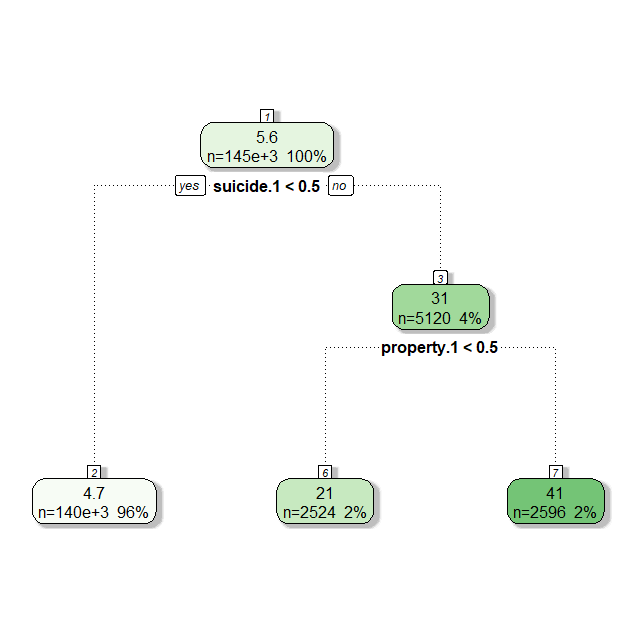 1
5.6
n=145e+3 100%
yes suicide.1 < 0.5 no
3
31
n=5120 4%
property.1 < 0.5
2
4.7
n=140e+3 96%
6
21
n=2524 2%
7
41
n=2596 2%